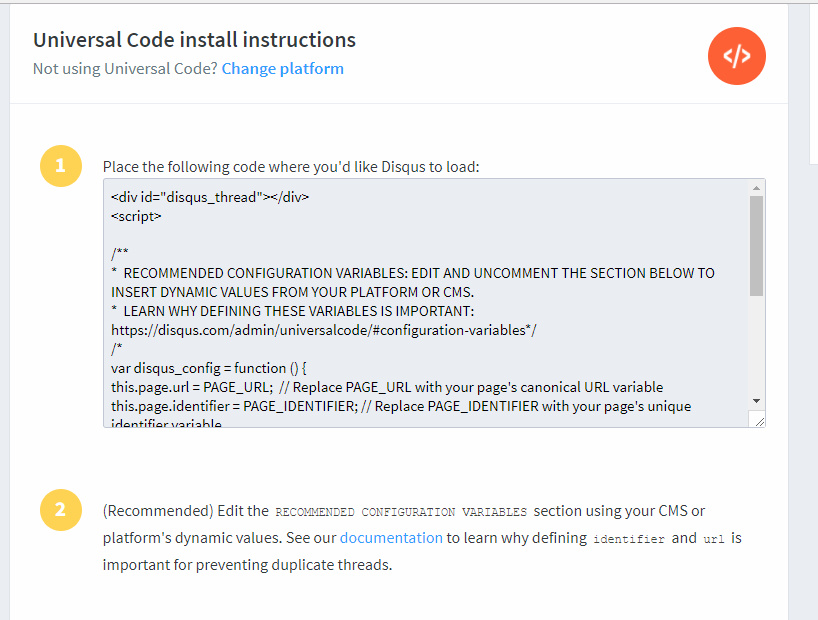 Universal Code install instructions
Not using Universal Code? Change platform
</>
1
Place the following code where you'd like Disqus to load:
<div id="disqus_thread"></div>
<script>
/**
*  RECOMMENDED CONFIGURATION VARIABLES: EDIT AND UNCOMMENT THE SECTION BELOW TO
INSERT DYNAMIC VALUES FROM YOUR PLATFORM OR CMS.
*  LEARN WHY DEFINING THESE VARIABLES IS IMPORTANT:
https://disqus.com/admin/universalcode/#configuration-variables*/
/*
var disqus_config = function () {
this.page.url = PAGE_URL;  // Replace PAGE_URL with your page's canonical URL variable
this.page.identifier = PAGE_IDENTIFIER; // Replace PAGE_IDENTIFIER with your page's unique
identifier variable
2
(Recommended) Edit the RECOMMENDED CONFIGURATION VARIABLES section using your CMS or
platform's dynamic values. See our documentation to learn why defining identifier and url is
important for preventing duplicate threads.